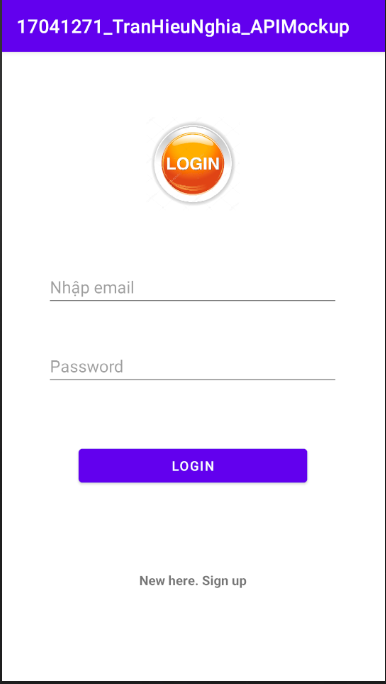 17041271_TranHieuNghia_APIMockup
LOGIN
Nhập email
Password
LOGIN
New here. Sign up